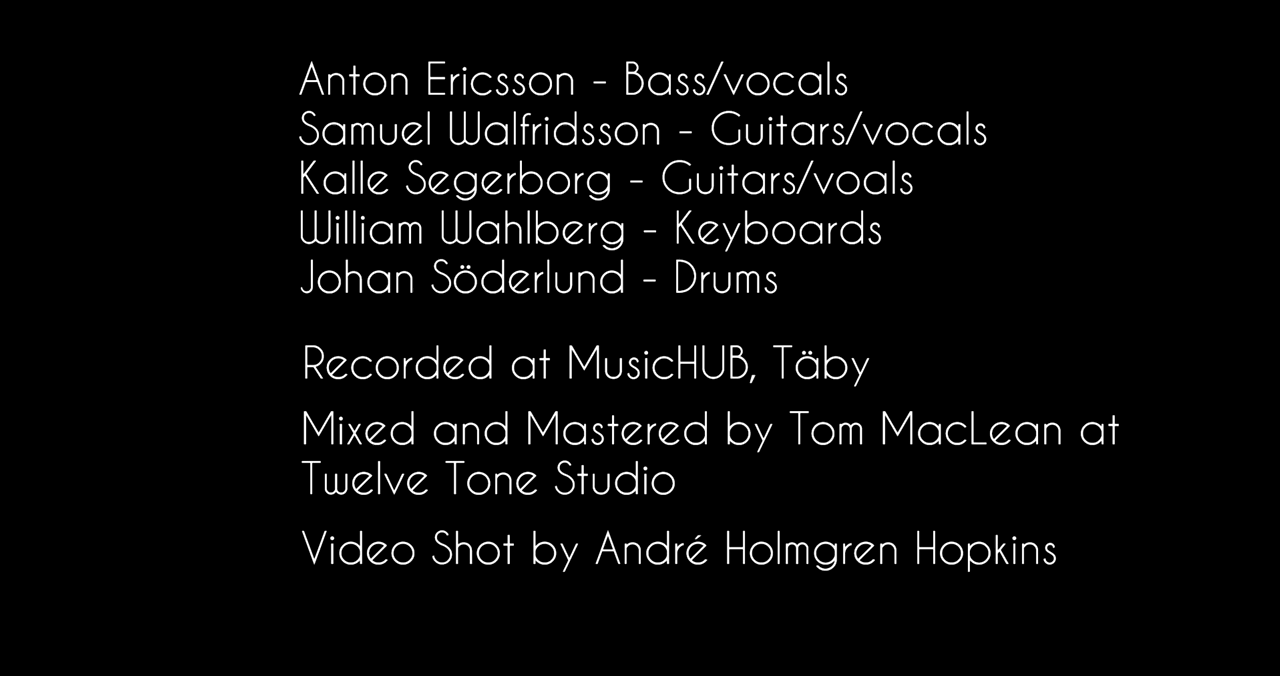 Anton Ericsson - Bass/vocals
Samuel Walfridsson - Guitars/vocals
Kalle Segerborg - Guitars/voals
William Wahlberg - Keyboards
Johan Söderlund - Drums
Recorded at MusicHUB, Täby
Mixed and Mastered by Tom MacLean at
Twelve Tone Studio
Video Shot by André Holmgren Hopkins